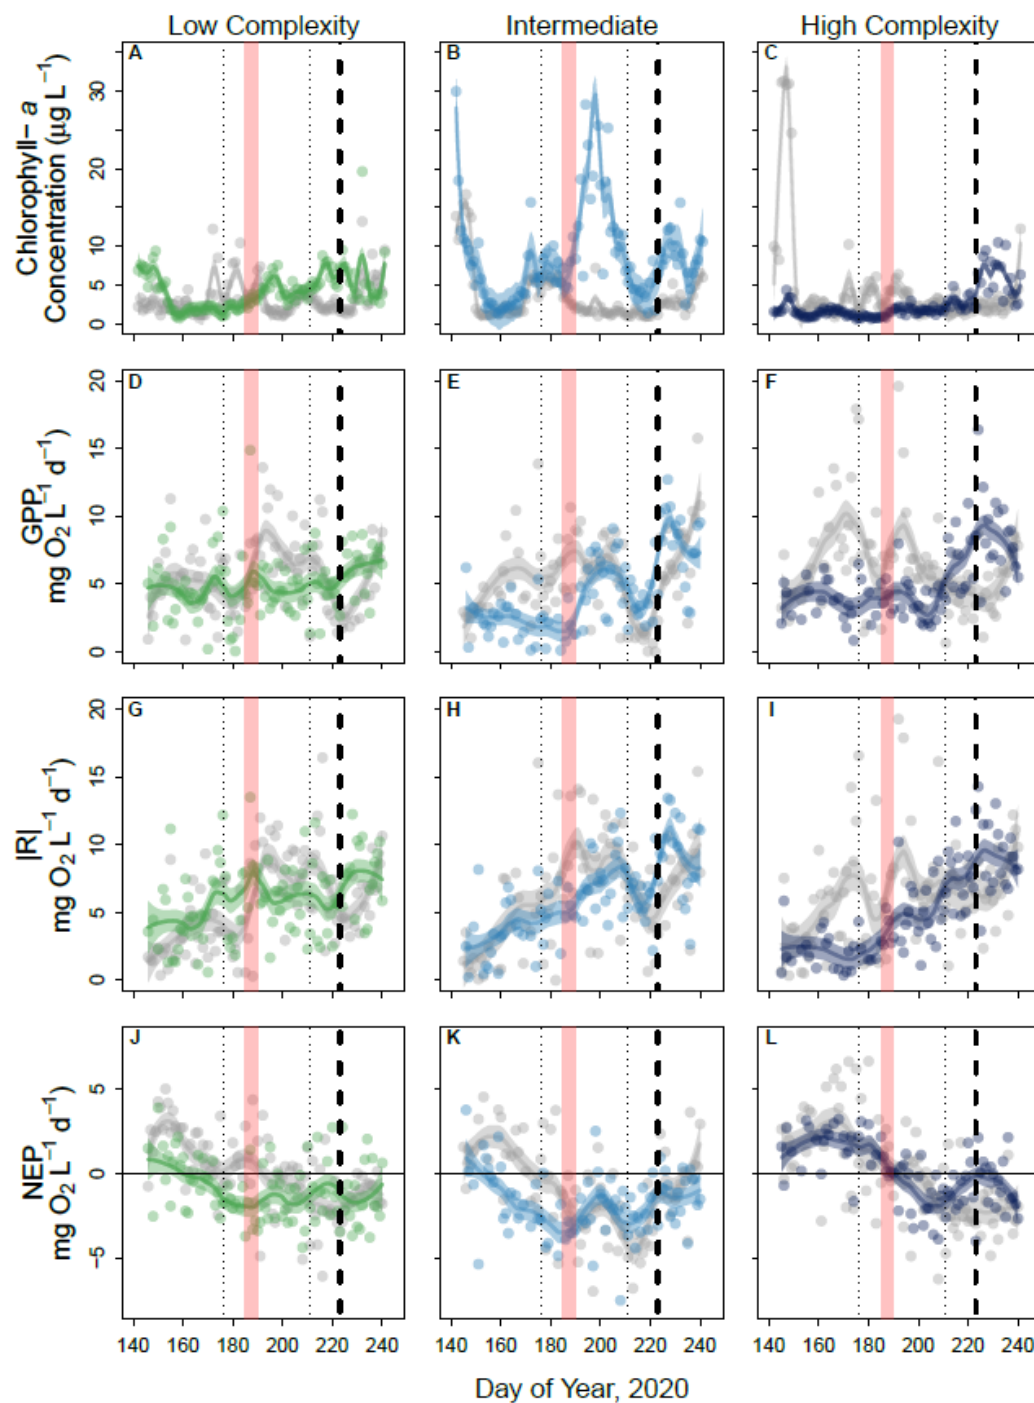 Low Complexity Intermediate High Complexity
A B C
Chlorophyll− a
Concentration (μg L−1)
30
20
10
5
0
D E F
GPP
mg O2 L−1 d−1)
20
15
10
5
0
G H I
|R|
mg O2 L−1 d−1)
20
15
10
5
0
J K L
NEP
mg O2 L−1 d−1)
5
0
−5
140 160 180 200 220 240 140 160 180 200 220 240 140 160 180 200 220 240
Day of Year, 2020